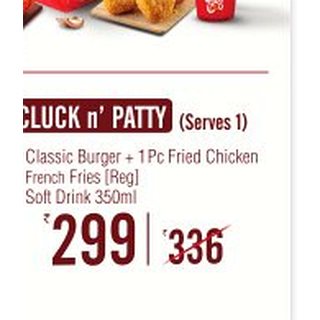 CLUCK n' PATTY (Serves 1)
Classic Burger + 1 Pc Fried Chicken
French Fries [Reg]
Soft Drink 350ml
₹299 | ₹336